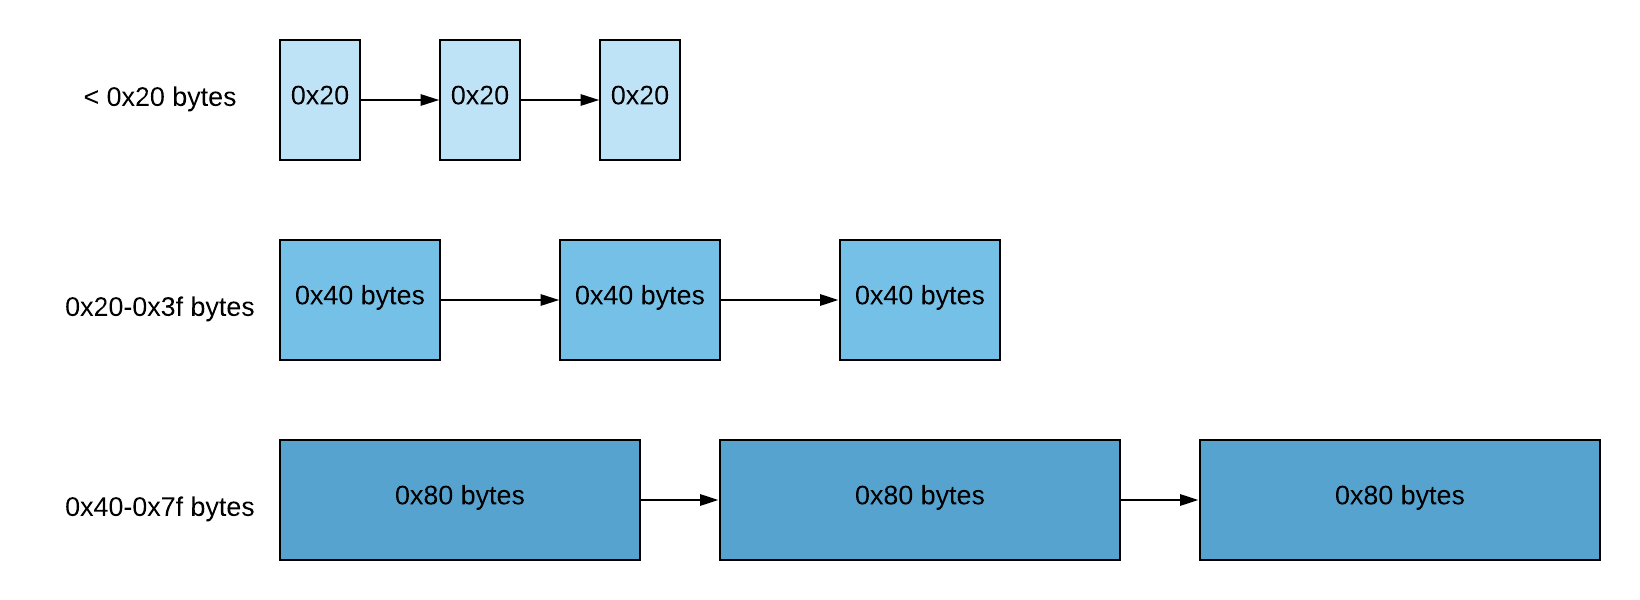 < 0x20 bytes
0x20 0x20 0x20
0x20-0x3f bytes
0x40 bytes 0x40 bytes 0x40 bytes
0x40-0x7f bytes
0x80 bytes 0x80 bytes 0x80 bytes